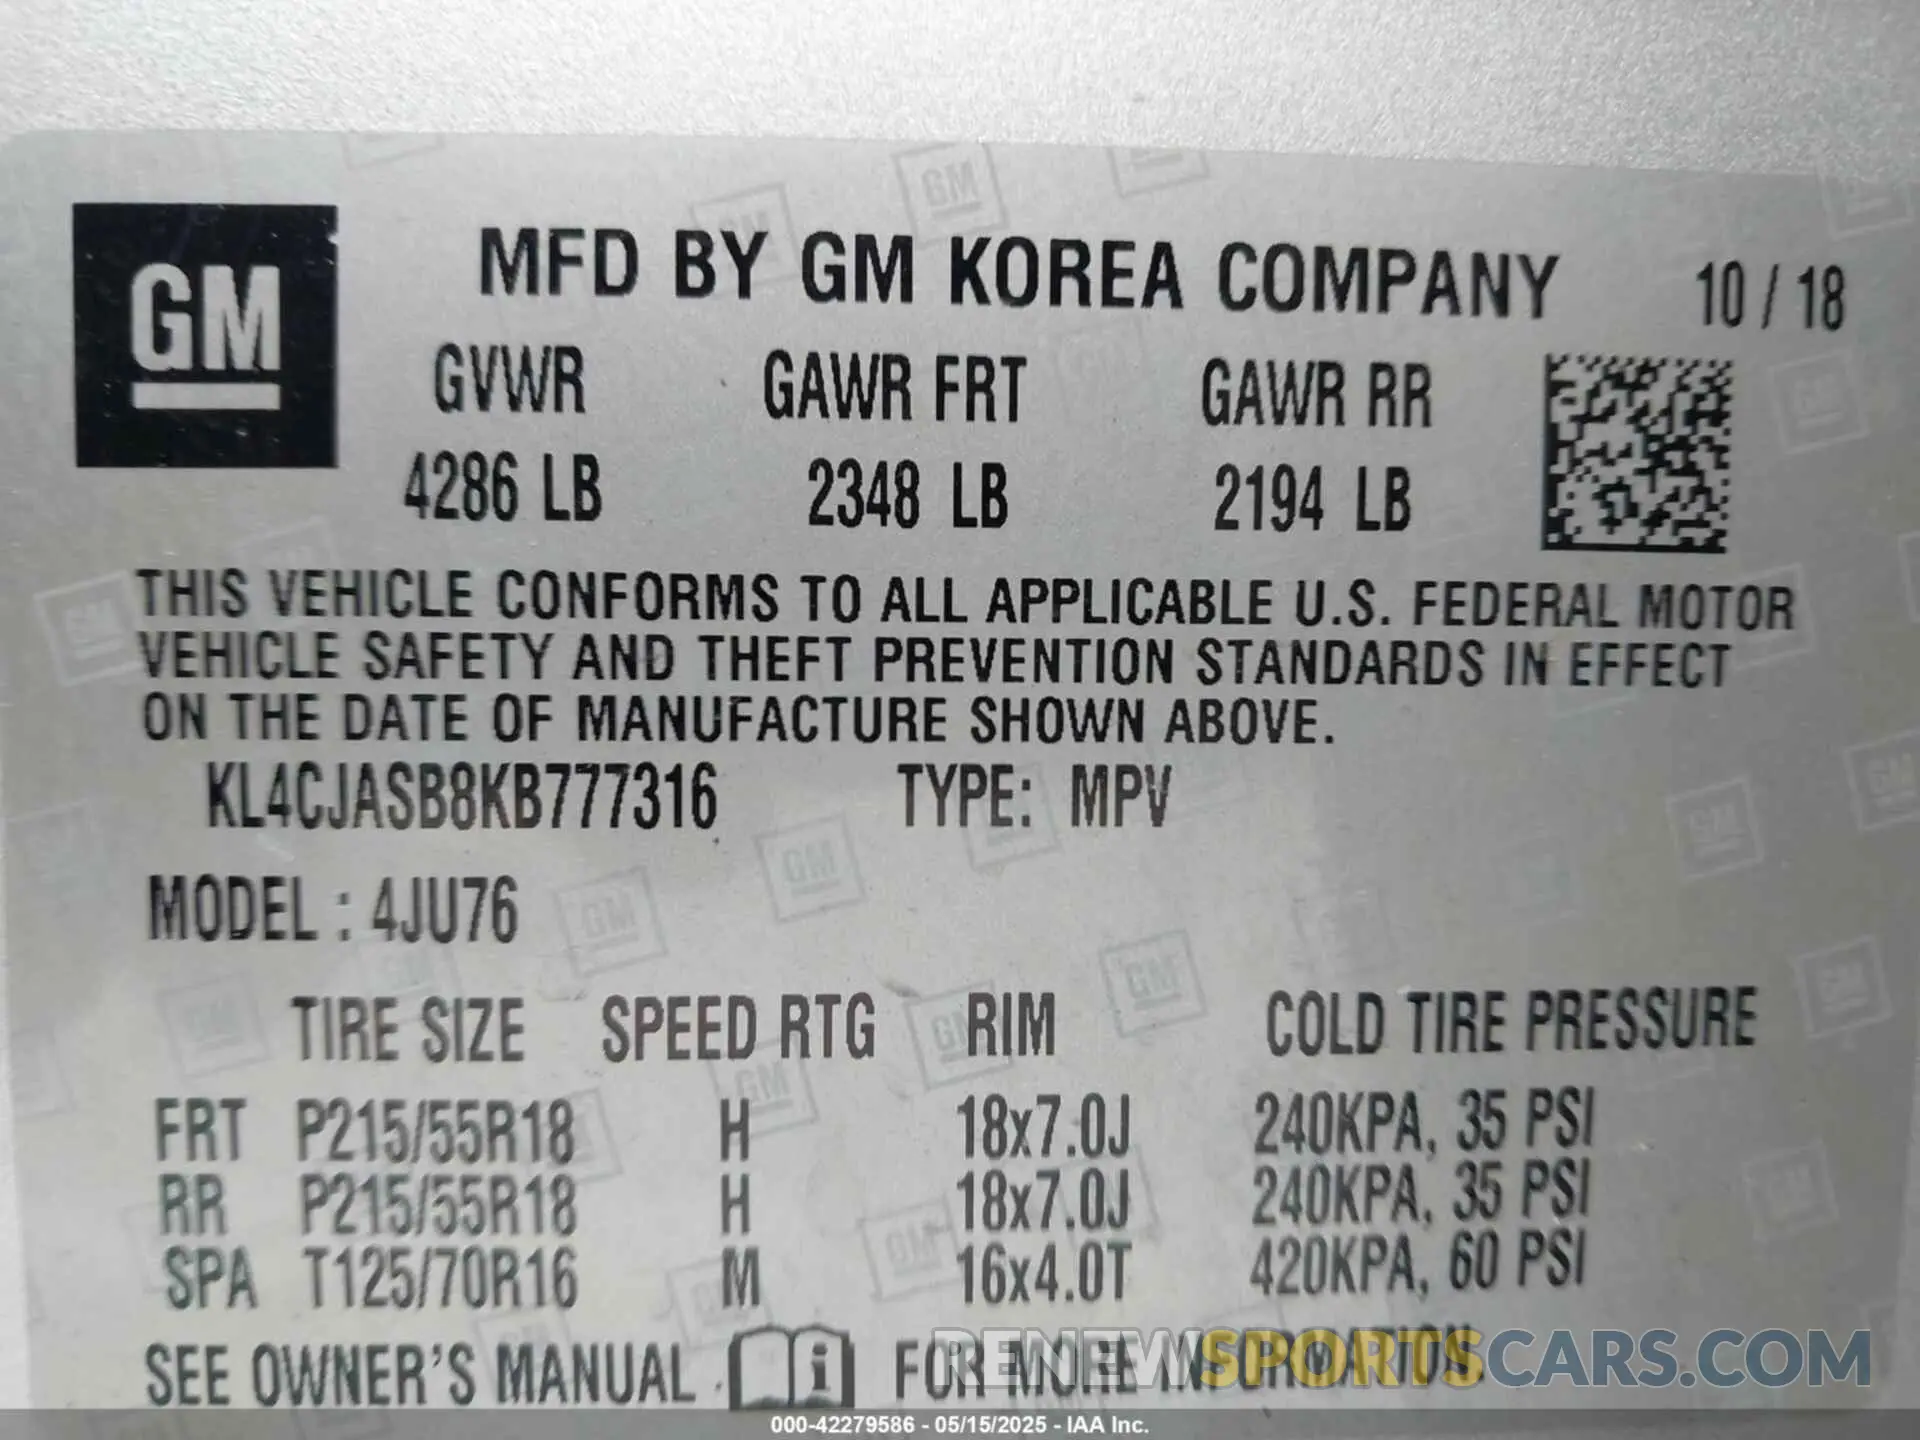 GM
MFD BY GM KOREA COMPANY 10 / 18
GVWR GAWR FRT GAWR RR
4286 LB 2348 LB 2194 LB
THIS VEHICLE CONFORMS TO ALL APPLICABLE U.S. FEDERAL MOTOR
VEHICLE SAFETY AND THEFT PREVENTION STANDARDS IN EFFECT
ON THE DATE OF MANUFACTURE SHOWN ABOVE.
KL4CJASB8KB777316 TYPE: MPV
MODEL : 4JU76
TIRE SIZE SPEED RTG RIM COLD TIRE PRESSURE
FRT P215/55R18 H 18x7.0J 240KPA, 35 PSI
RR P215/55R18 H 18x7.0J 240KPA, 35 PSI
SPA T125/70R16 M 16x4.0T 420KPA, 60 PSI
SEE OWNER'S MANUAL i FOR MORE INFORMATION.
RENEWSPORTSCARS.COM
000-42279586 - 05/15/2025 - IAA Inc.